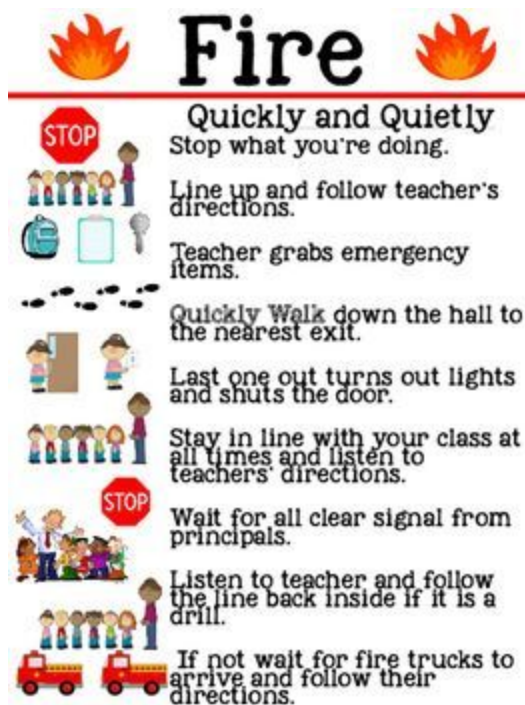 Fire
Quickly and Quietly
STOP
Stop what you're doing.
Line up and follow teacher's
directions.
Teacher grabs emergency
items.
Quickly Walk down the hall to
the nearest exit.
Last one out turns out lights
and shuts the door.
Stay in line with your class at
all times and listen to
teachers' directions.
STOP
Wait for all clear signal from
principals.
Listen to teacher and follow
the line back inside if it is a
drill.
If not wait for fire trucks to
arrive and follow their
directions.